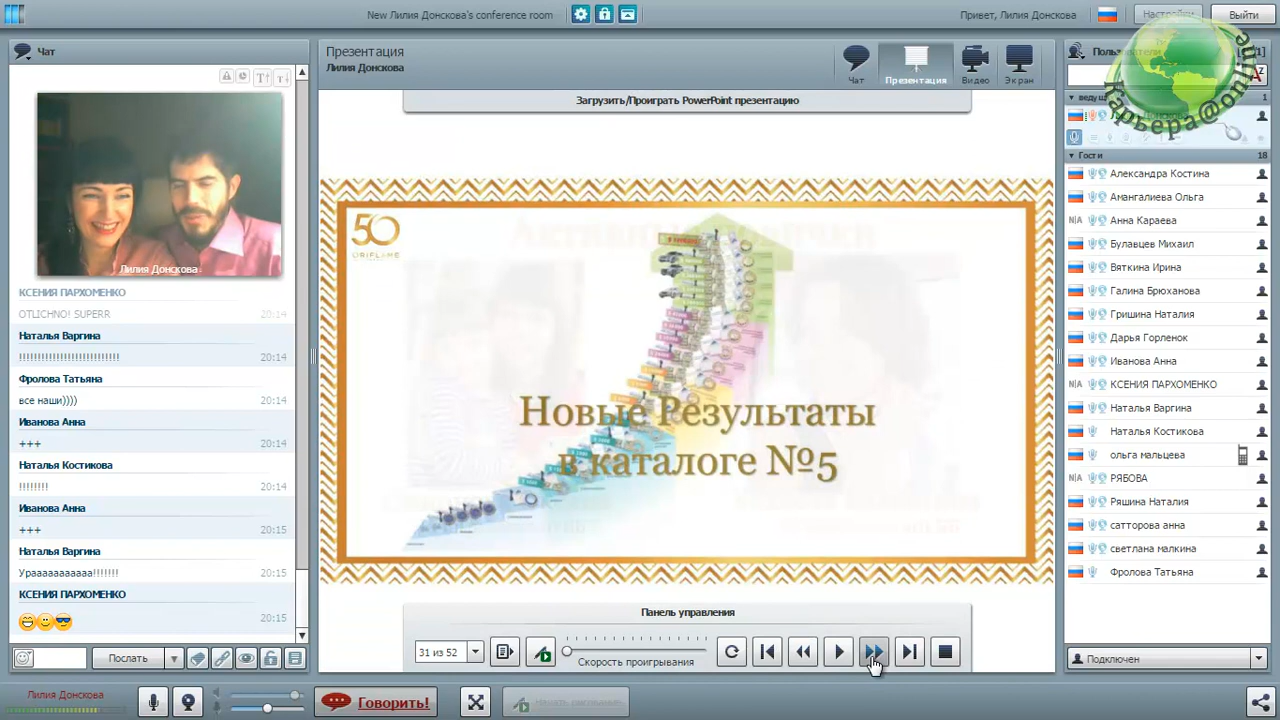 New Лилия Донскова's conference room
Привет, Лилия Донскова
Настройки
Выйти
Чат
Лилия Донскова
КСЕНИЯ ПАРХОМЕНКО
OTLICHNO! SUPERR
20:14
Наталья Варгина
!!!!!!!!!!!!!!!!!!!!!!!!!!!!
20:14
Фролова Татьяна
все наши))))
20:14
Иванова Анна
+++
20:14
Наталья Костикова
!!!!!!!!
20:14
Иванова Анна
+++
20:15
Наталья Варгина
Урааааааааааа!!!!!!!
20:15
КСЕНИЯ ПАРХОМЕНКО
20:15
Послать
Презентация
Лилия Донскова
Чат
Презентация
Видео
Экран
Загрузить/Проиграть PowerPoint презентацию
50
ORIFLAME
Новые Результаты
в каталоге №5
Панель управления
31 из 52
Скорость проигрывания
Карьера@online
Гости
18
Александра Костина
Амангалиева Ольга
N/A Анна Караева
Булавцев Михаил
Вяткина Ирина
Галина Брюханова
Гришина Наталия
Дарья Горленок
Иванова Анна
N/A КСЕНИЯ ПАРХОМЕНКО
Наталья Варгина
Наталья Костикова
ольга мальцева
N/A РЯБОВА
Ряшина Наталия
сатторова анна
светлана малкина
Фролова Татьяна
Подключен
Лилия Донскова
Говорить!
Начать рисование